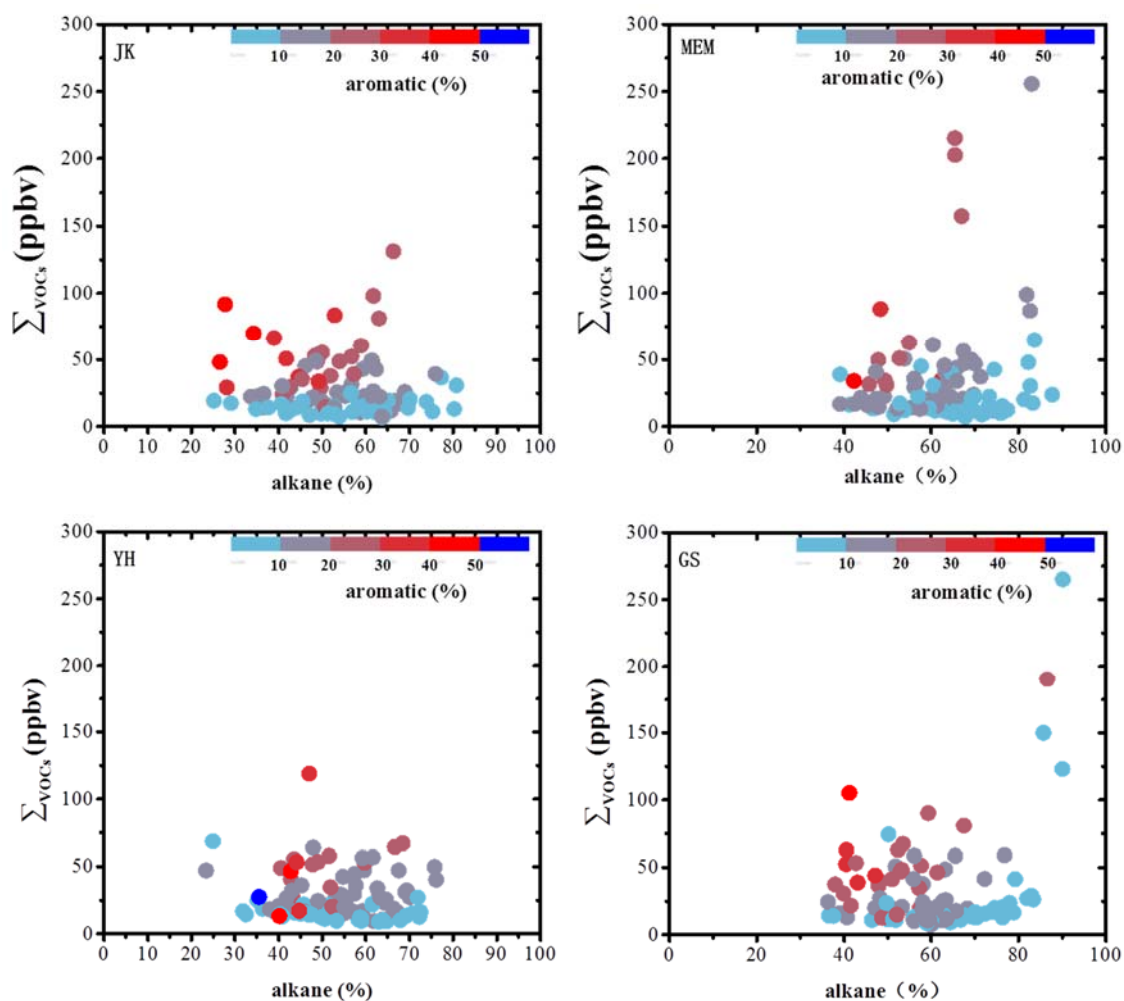 JK
10 20 30 40 50
aromatic (%)
300
250
200
150
100
50
0
∑VOCs (ppbv)
0 10 20 30 40 50 60 70 80 90 100
alkane (%)
MEM
10 20 30 40 50
aromatic (%)
300
250
200
150
100
50
0
∑VOCs (ppbv)
0 20 40 60 80 100
alkane（%）
YH
10 20 30 40 50
aromatic (%)
300
250
200
150
100
50
0
∑VOCs (ppbv)
0 10 20 30 40 50 60 70 80 90 100
alkane (%)
GS
10 20 30 40 50
aromatic (%)
300
250
200
150
100
50
0
∑VOCs (ppbv)
0 20 40 60 80 100
alkane（%）